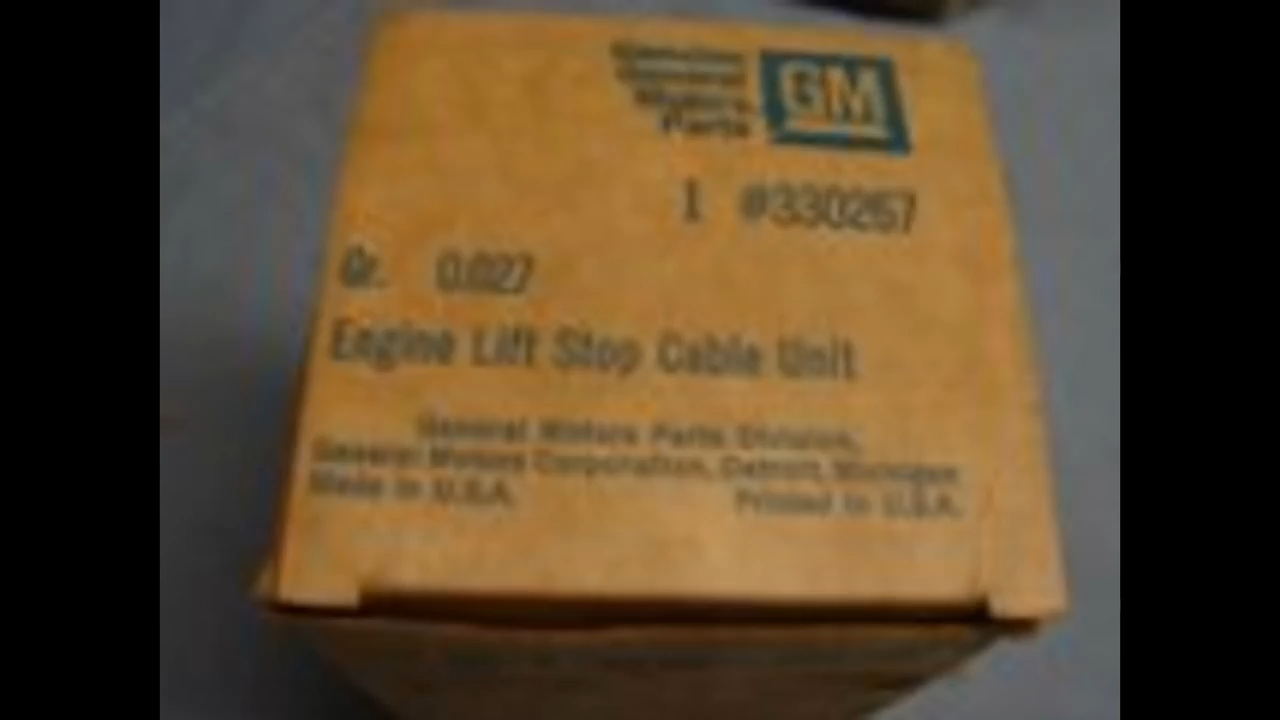 Genuine
General
Motors
Parts
GM
1 #330257
Gr. 0.027
Engine Lift Stop Cable Unit
General Motors Parts Division,
General Motors Corporation, Detroit, Michigan
Made in U.S.A.
Printed in U.S.A.